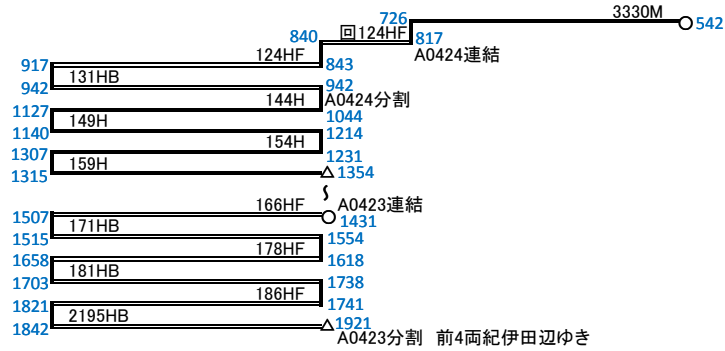 726 3330M 542
840 回124HF 817
124HF A0424連結
917 843
131HB
942 942
144H A0424分割
1127 1044
149H
1140 1214
154H
1307 1231
159H
1315 1354
166HF A0423連結
1507 1431
171HB
1515 1554
178HF
1658 1618
181HB
1703 1738
186HF
1821 1741
2195HB
1842 1921
A0423分割 前4両紀伊田辺ゆき